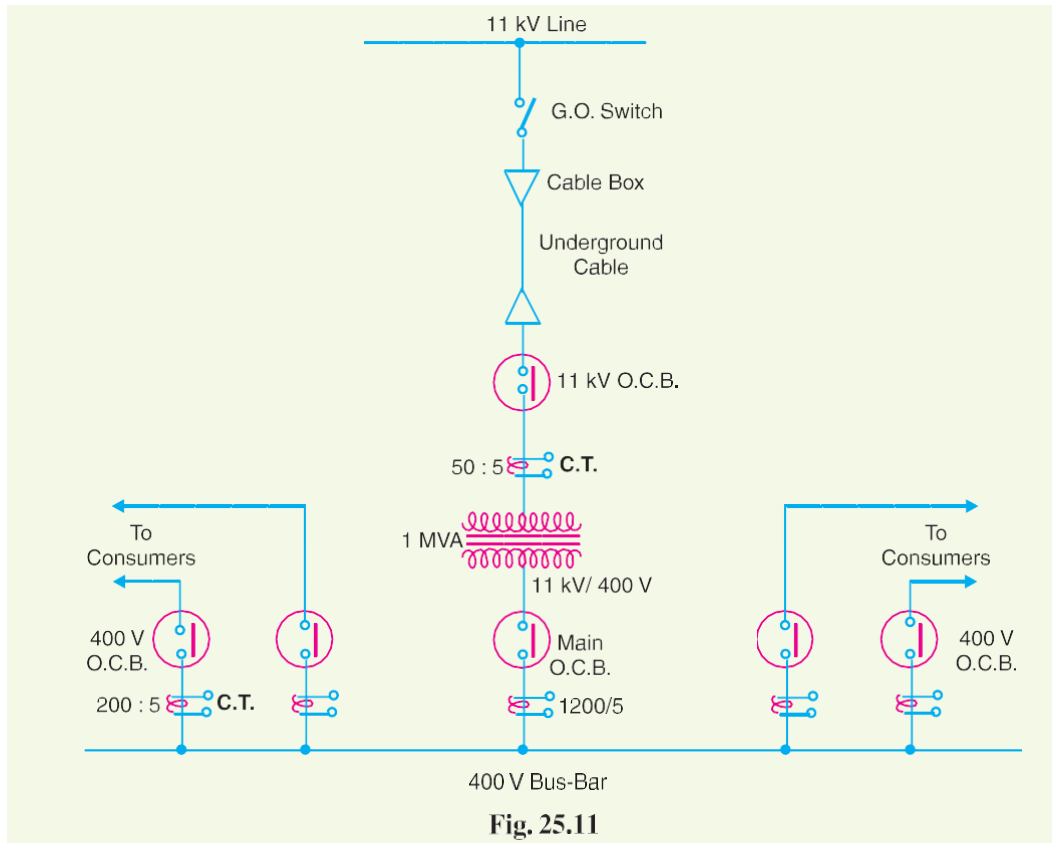 11 kV Line
G.O. Switch
Cable Box
Underground
Cable
11 kV O.C.B.
50 : 5
C.T.
1 MVA
11 kV/ 400 V
To
Consumers
To
Consumers
400 V
O.C.B.
Main
O.C.B.
400 V
O.C.B.
200 : 5
C.T.
1200/5
400 V Bus-Bar
Fig. 25.11